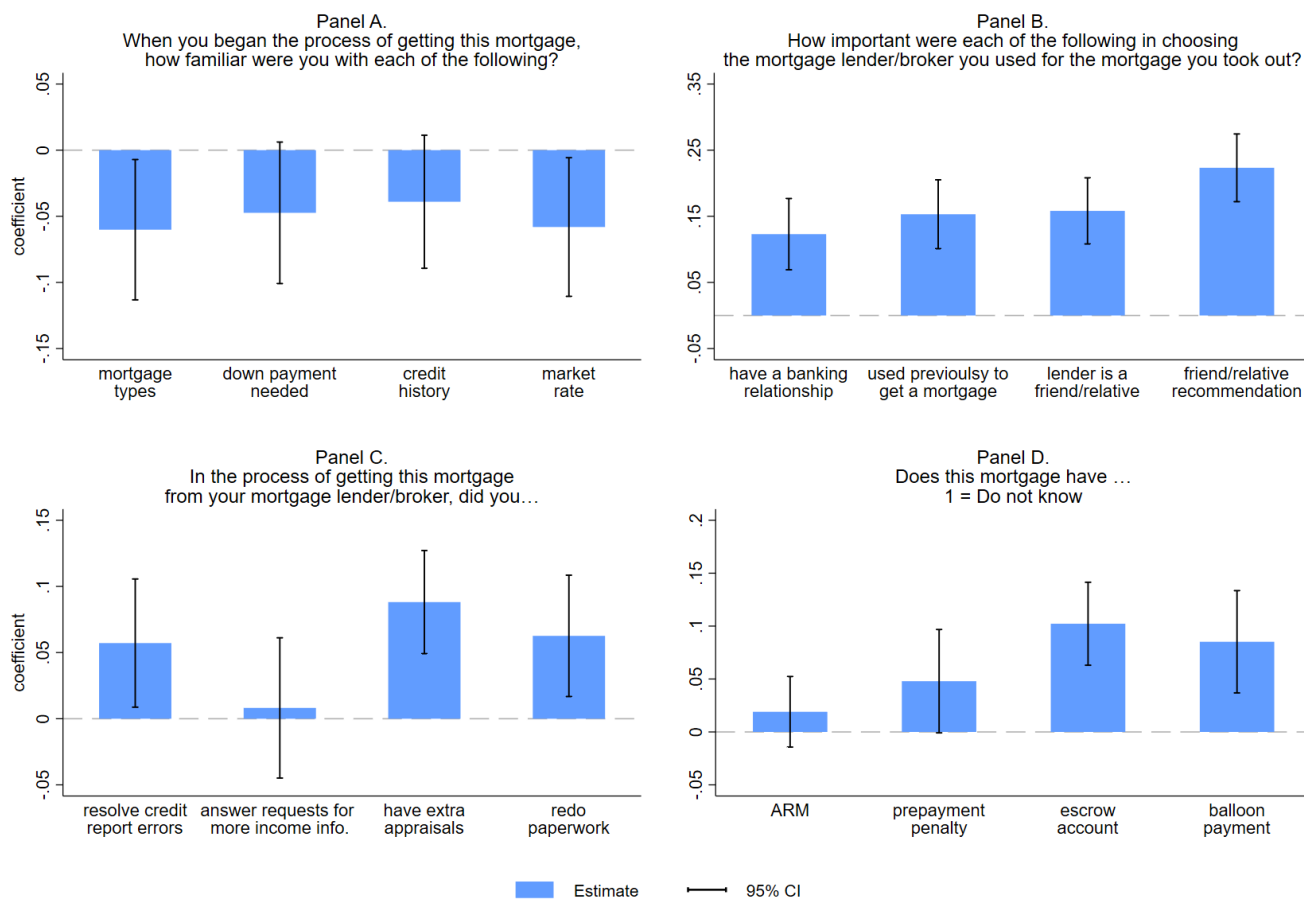 Panel A.
When you began the process of getting this mortgage,
how familiar were you with each of the following?
coefficient
.05
0
-.05
-.1
-.15
mortgage
types
down payment
needed
credit
history
market
rate
Panel B.
How important were each of the following in choosing
the mortgage lender/broker you used for the mortgage you took out?
.35
.25
.15
.05
-.05
have a banking
relationship
used previoulsy to
get a mortgage
lender is a
friend/relative
friend/relative
recommendation
Panel C.
In the process of getting this mortgage
from your mortgage lender/broker, did you…
coefficient
.15
.1
.05
0
-.05
resolve credit
report errors
answer requests for
more income info.
have extra
appraisals
redo
paperwork
Panel D.
Does this mortgage have …
1 = Do not know
.2
.15
.1
.05
0
-.05
ARM
prepayment
penalty
escrow
account
balloon
payment
Estimate
95% CI